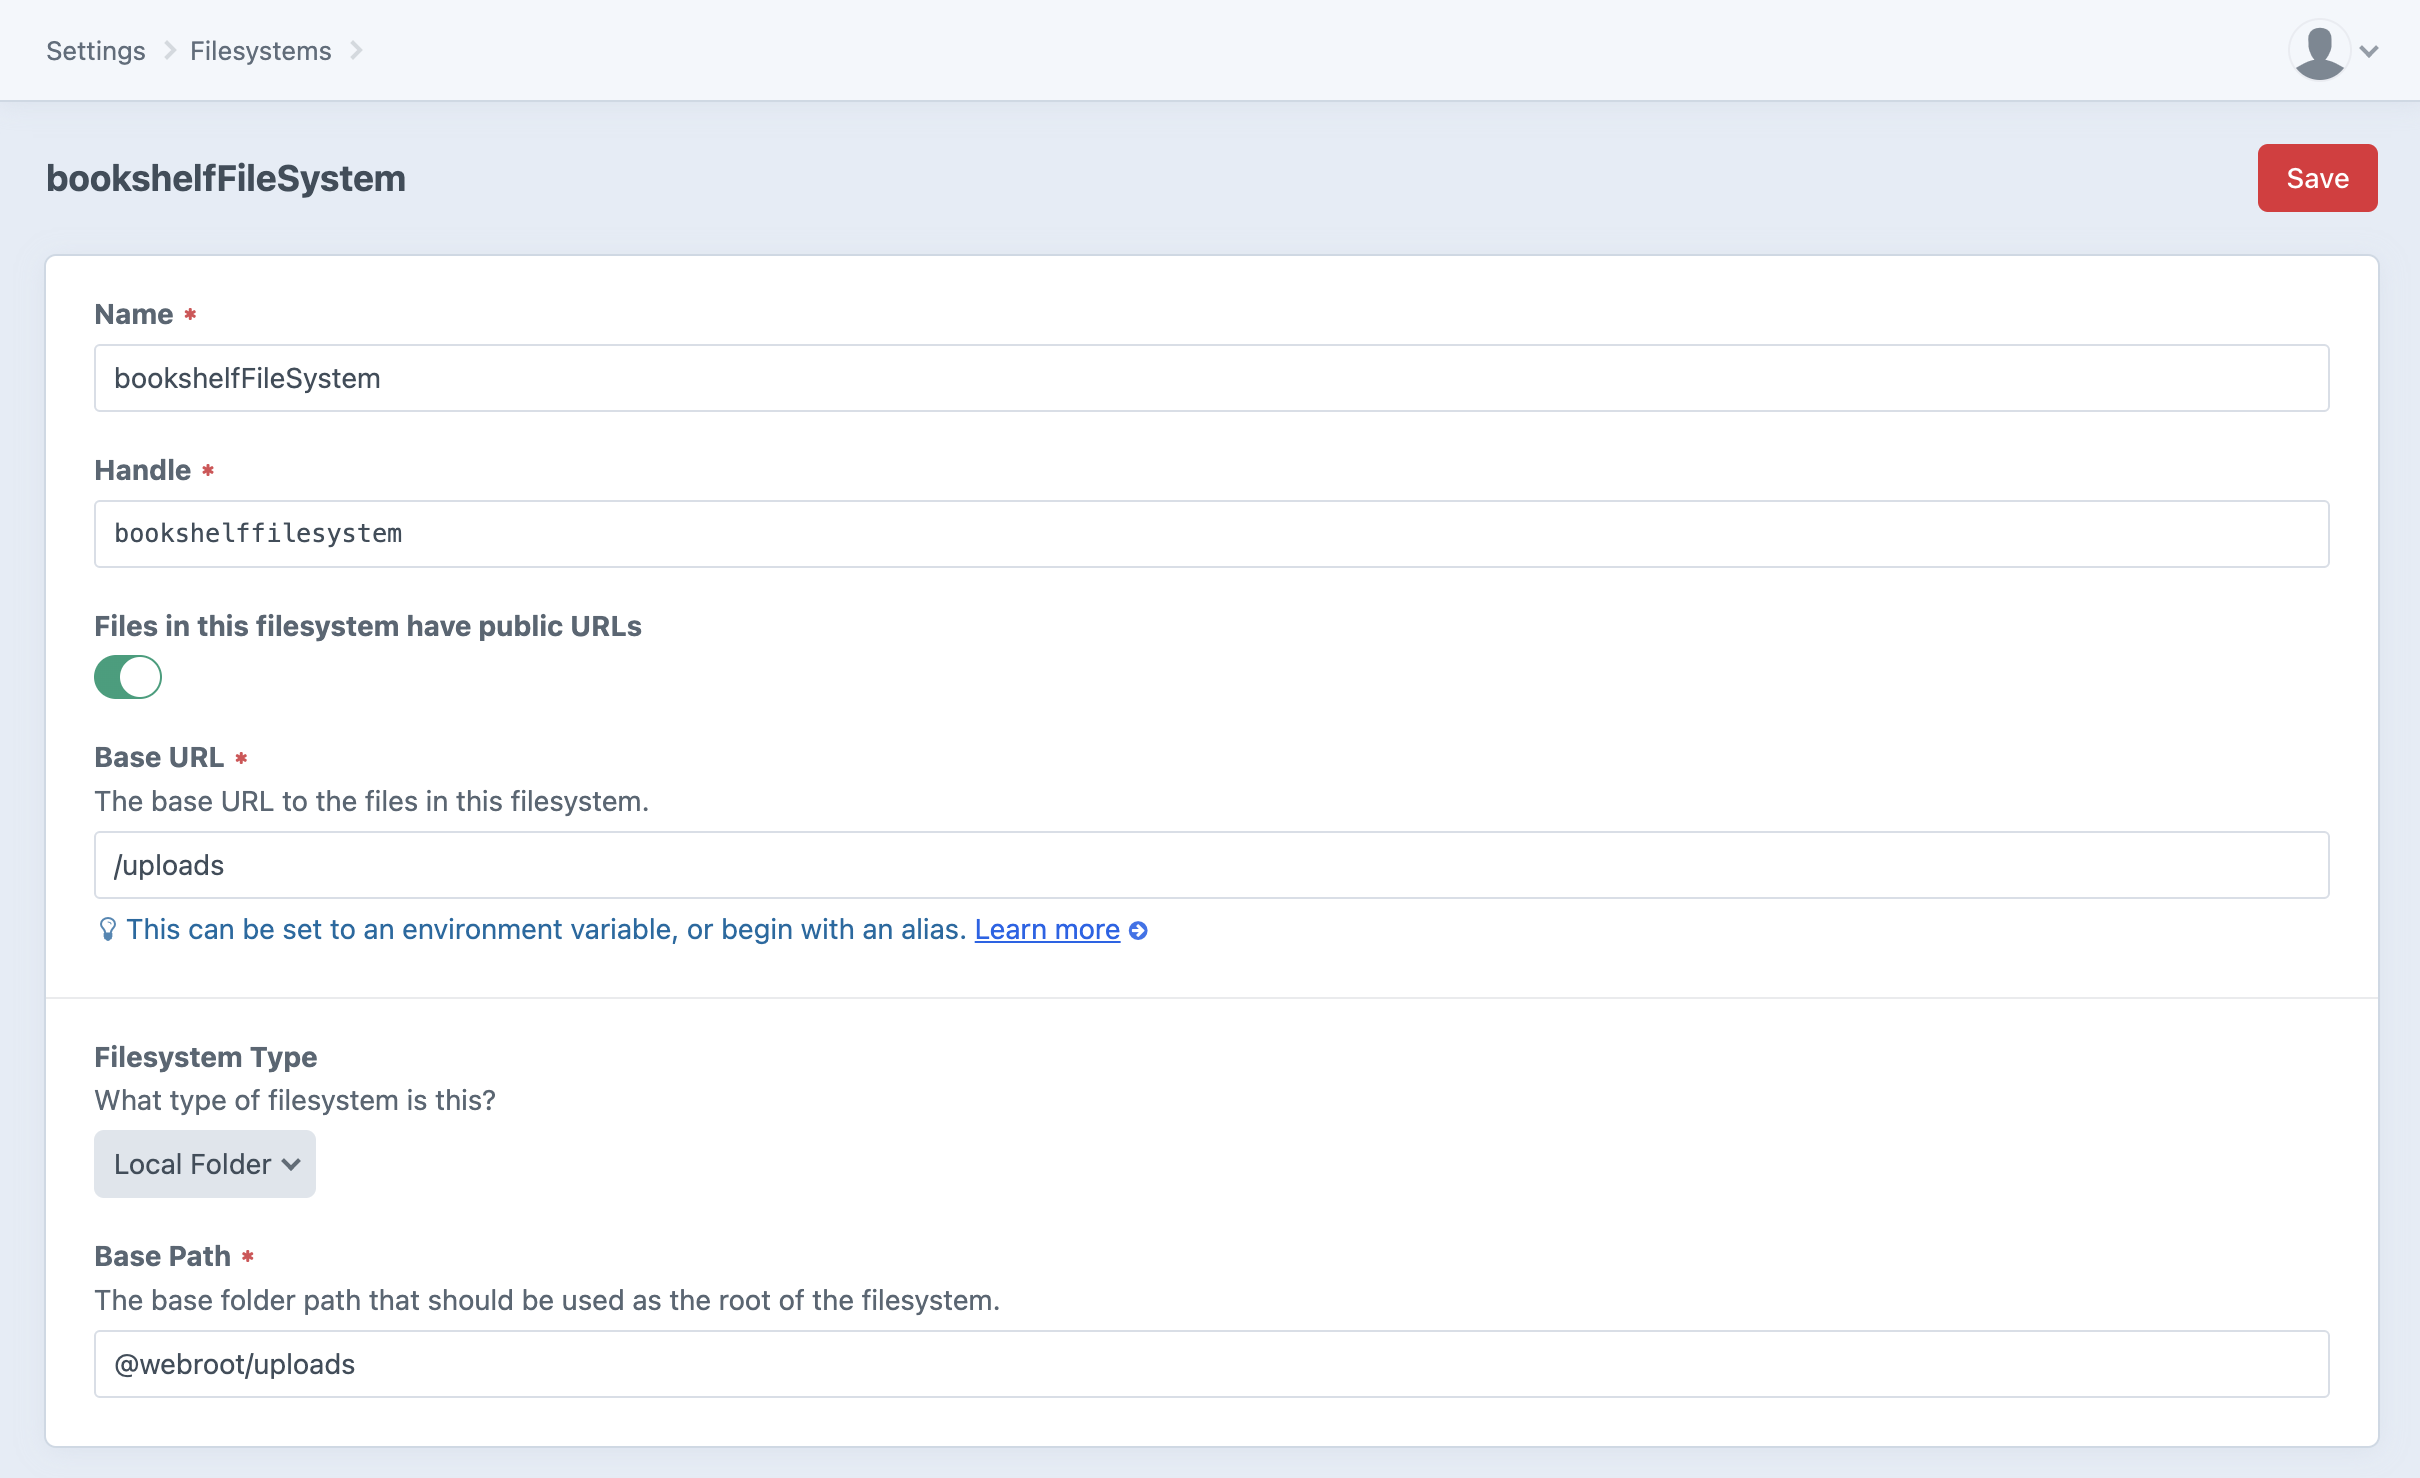 Settings
Filesystems
bookshelfFileSystem
Save
Name *
bookshelfFileSystem
Handle *
bookshelffilesystem
Files in this filesystem have public URLs
Base URL *
The base URL to the files in this filesystem.
/uploads
This can be set to an environment variable, or begin with an alias. Learn more
Filesystem Type
What type of filesystem is this?
Local Folder
Base Path *
The base folder path that should be used as the root of the filesystem.
@webroot/uploads